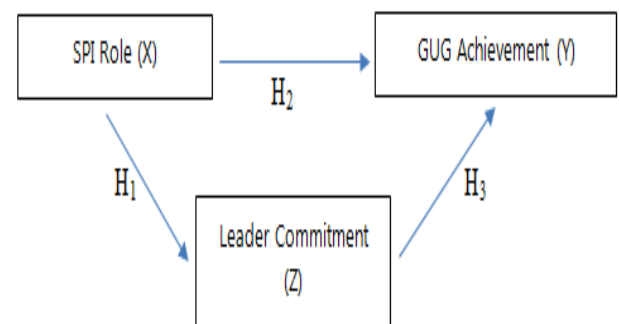 SPI Role (X)
GUG Achievement (Y)
H2
H1
H3
Leader Commitment
(Z)